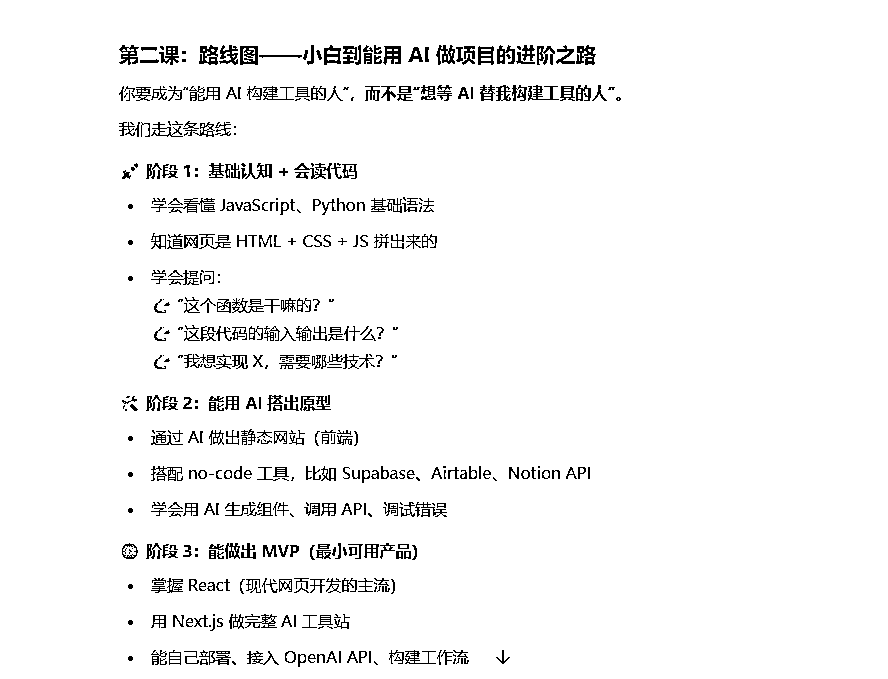 第二课：路线图——小白到能用 AI 做项目的进阶之路
你要成为“能用 AI 构建工具的人”，而不是“想等 AI 替我构建工具的人”。
我们走这条路线：
阶段 1：基础认知 + 会读代码
• 学会看懂 JavaScript、Python 基础语法
• 知道网页是 HTML + CSS + JS 拼出来的
• 学会提问：
“这个函数是干嘛的？”
“这段代码的输入输出是什么？”
“我想实现 X，需要哪些技术？”
🛠 阶段 2：能用 AI 搭出原型
• 通过 AI 做出静态网站（前端）
• 搭配 no-code 工具，比如 Supabase、Airtable、Notion API
• 学会用 AI 生成组件、调用 API、调试错误
阶段 3：能做出 MVP（最小可用产品）
• 掌握 React（现代网页开发的主流）
• 用 Next.js 做完整 AI 工具站
• 能自己部署、接入 OpenAI API、构建工作流 ↓